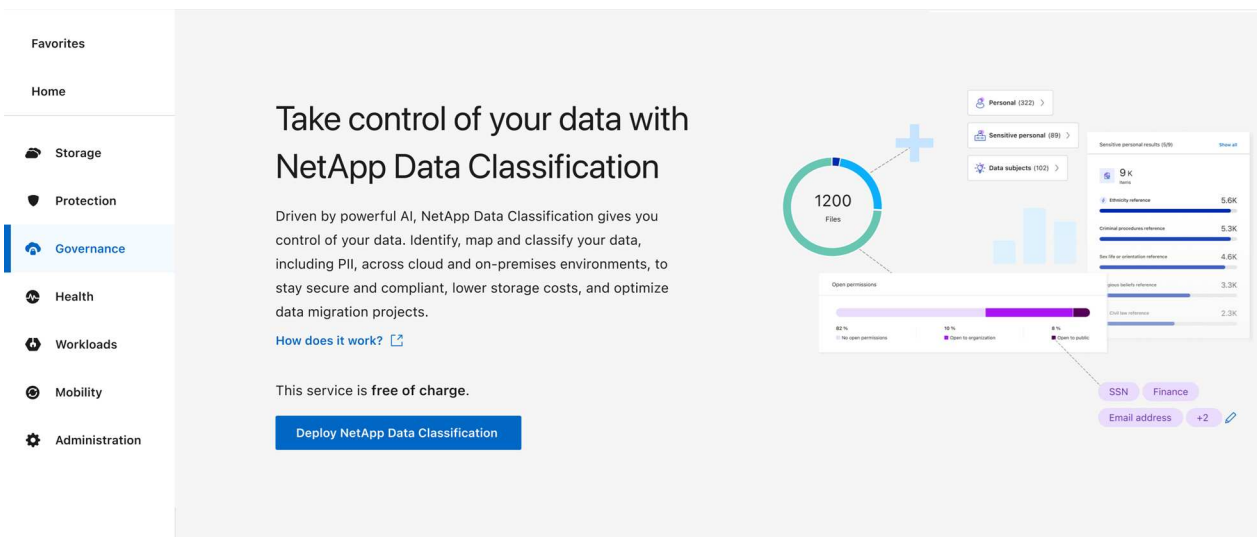 Favorites
Home
Storage
Protection
Governance
Health
Workloads
Mobility
Administration
Take control of your data with
NetApp Data Classification
Driven by powerful AI, NetApp Data Classification gives you
control of your data. Identify, map and classify your data,
including PII, across cloud and on-premises environments, to
stay secure and compliant, lower storage costs, and optimize
data migration projects.
How does it work?
This service is free of charge.
Deploy NetApp Data Classification
Personal (322)
Sensitive personal (89)
Data subjects (102)
1200
Files
Sensitive personal results (5/9) Show all
9 K
Items
Ethnicity reference 5.6K
Criminal procedures reference 5.3K
Sex life or orientation reference 4.6K
beliefs reference 3.3K
Civil law reference 2.3K
Open permissions
82 % 10 % 8 %
No open permissions Open to organization Open to public
SSN Finance
Email address +2